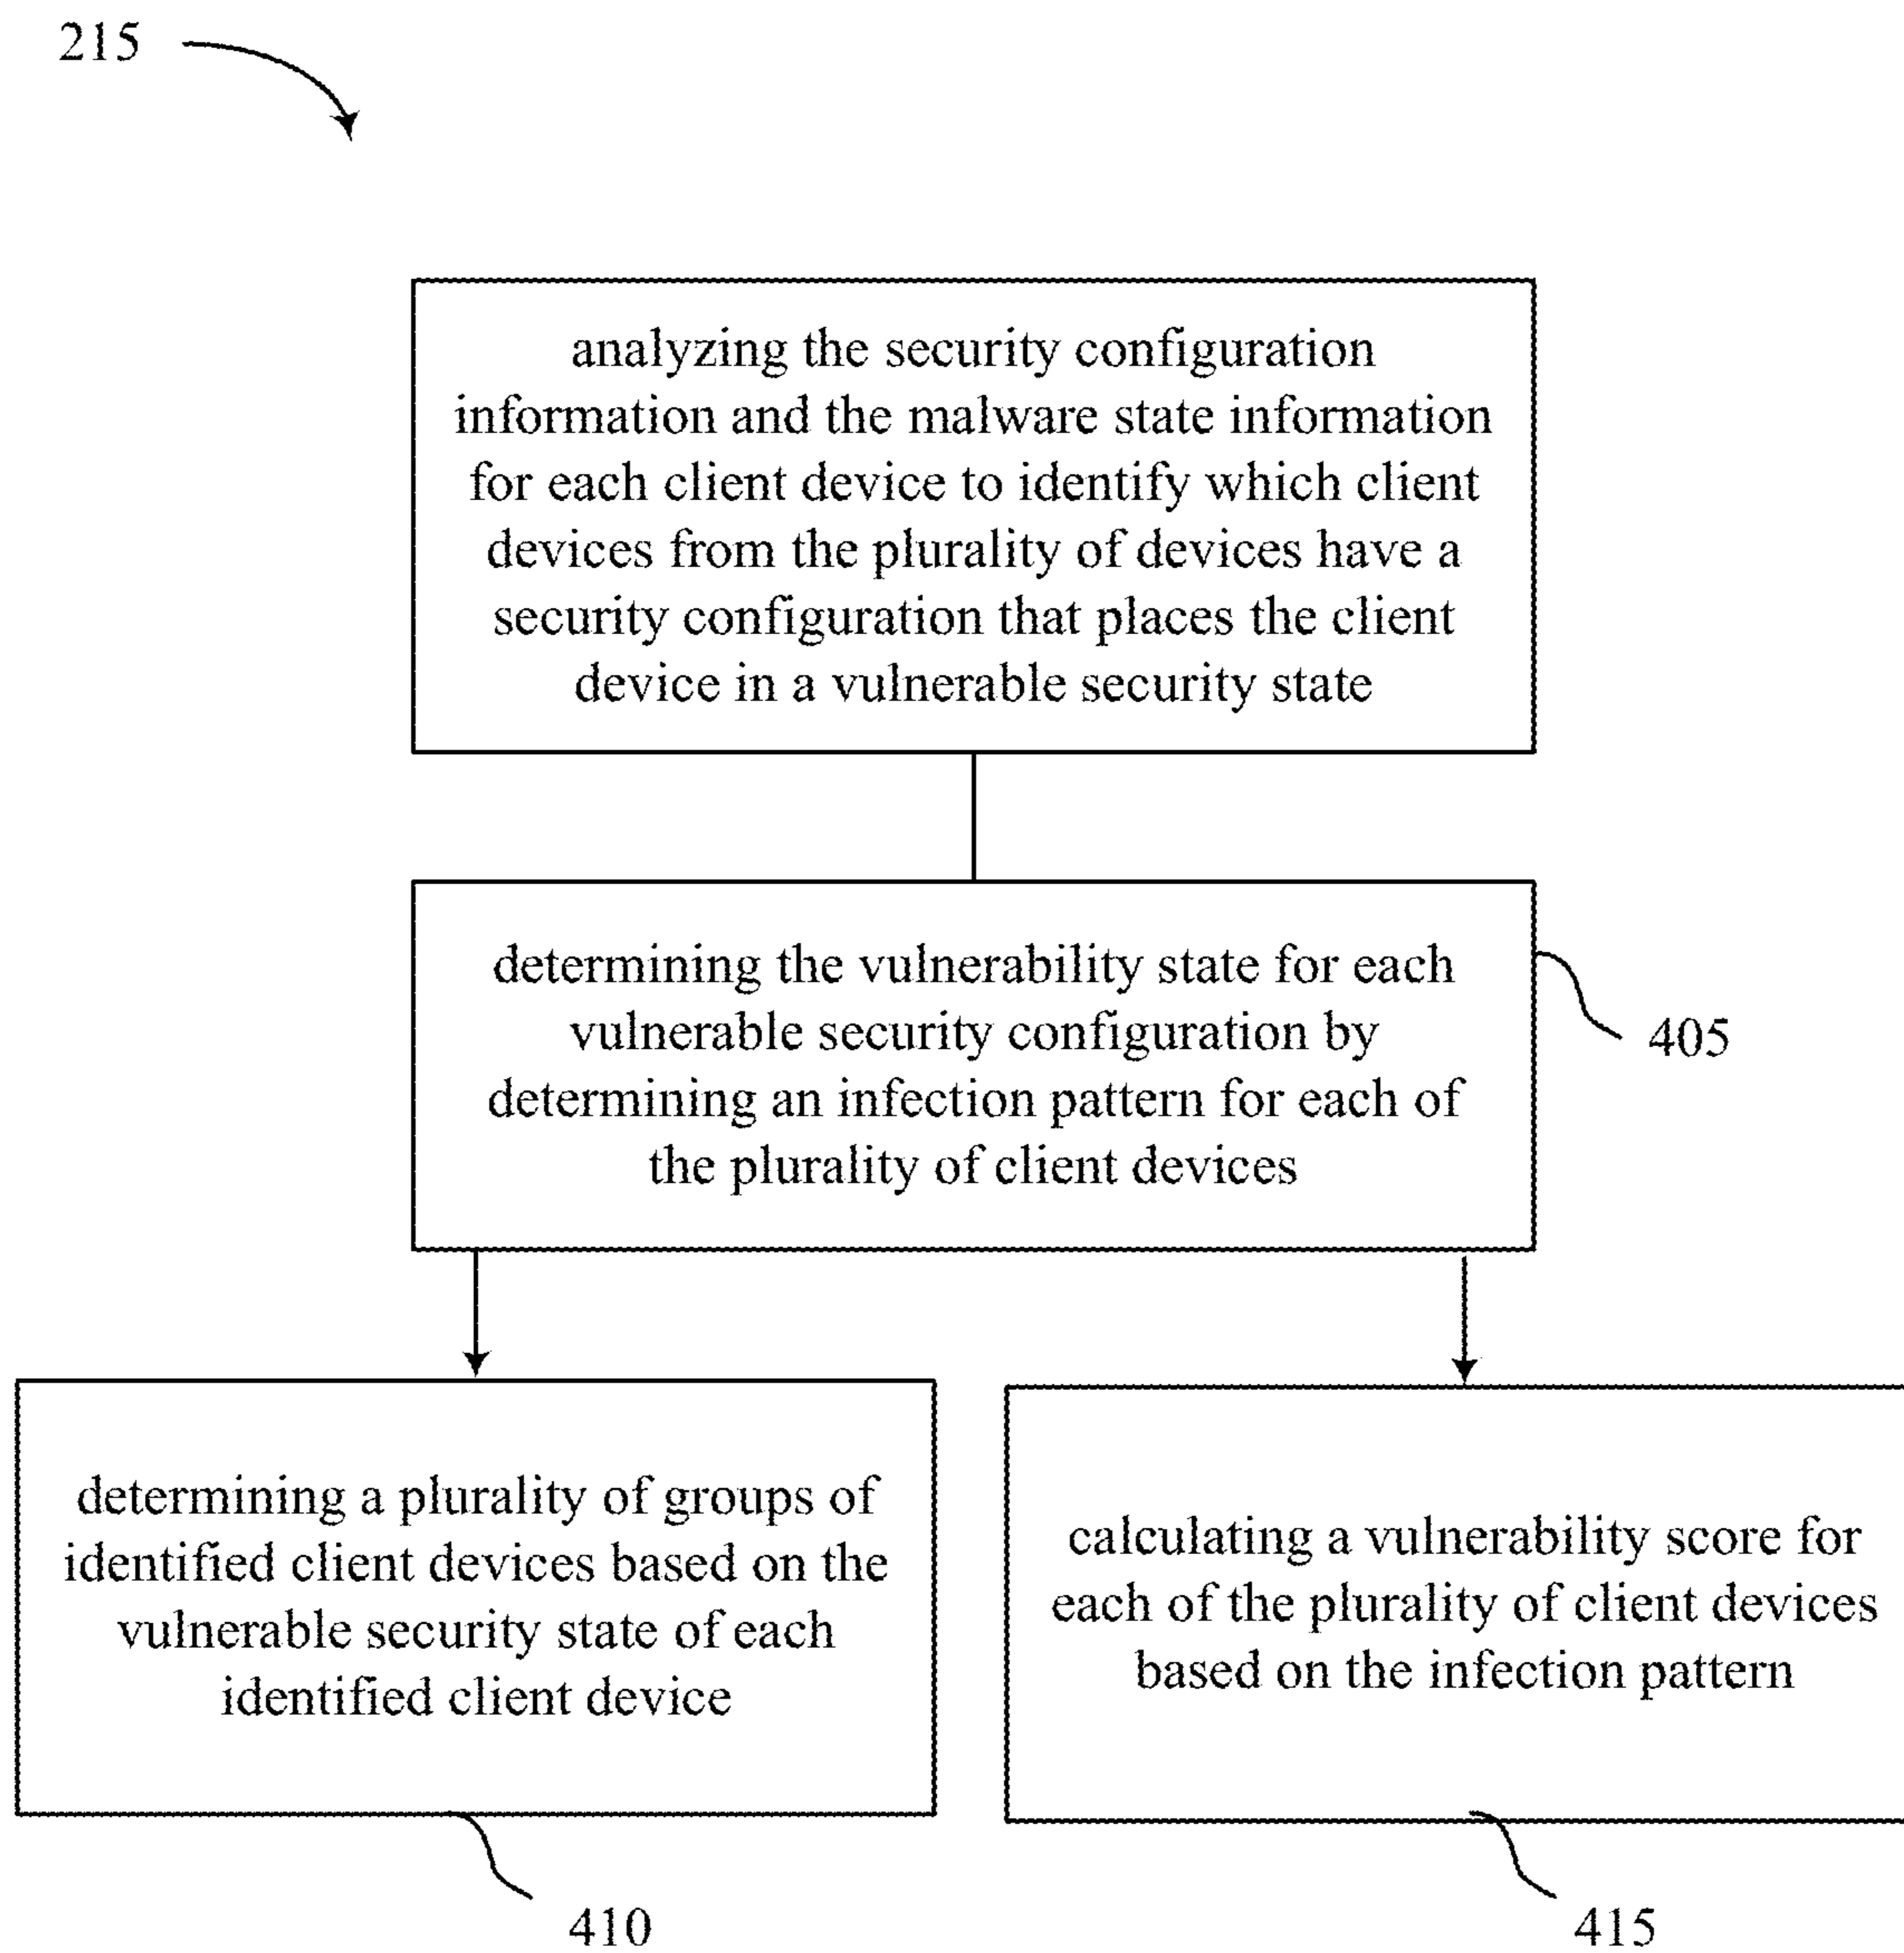 215
analyzing the security configuration
information and the malware state information
for each client device to identify which client
devices from the plurality of devices have a
security configuration that places the client
device in a vulnerable security state
determining the vulnerability state for each
vulnerable security configuration by
determining an infection pattern for each of
the plurality of client devices
405
determining a plurality of groups of
identified client devices based on the
vulnerable security state of each
identified client device
410
calculating a vulnerability score for
each of the plurality of client devices
based on the infection pattern
415